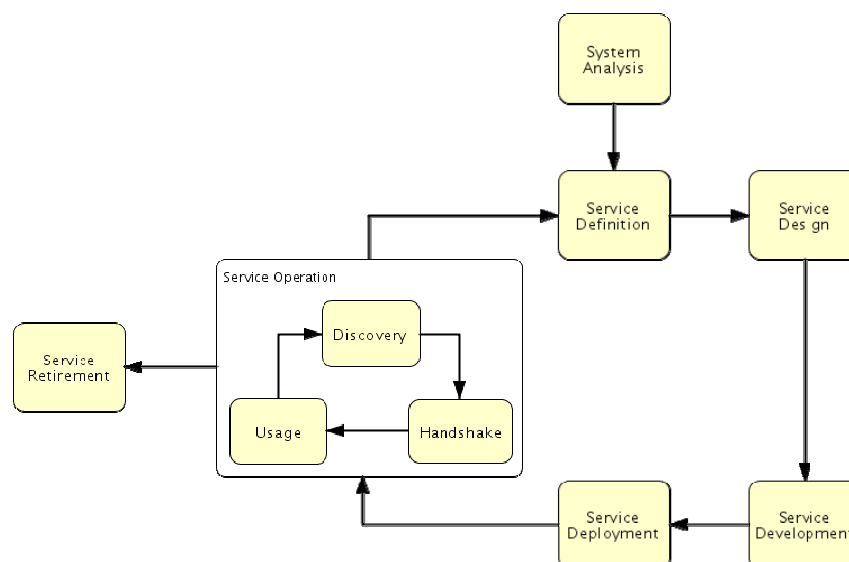 System
Analysis
Service
Definition
Service
Des gn
Service Operation
Discovery
Service
Retirement
Usage
Handshake
Service
Deployment
Service
Development